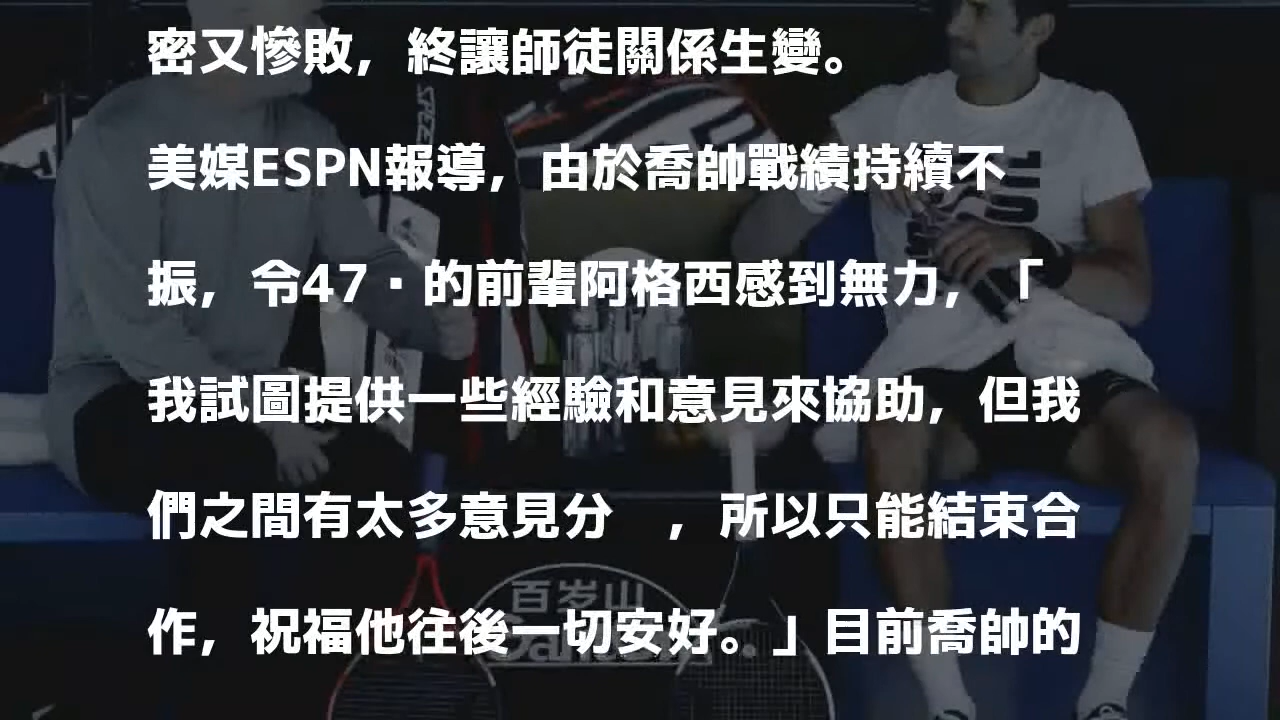 密又慘敗，終讓師徒關係生變。
美媒ESPN報導，由於喬帥戰績持續不
振，令47·的前輩阿格西感到無力，「
我試圖提供一些經驗和意見來協助，但我
們之間有太多意見分　，所以只能結束合
作，祝福他往後一切安好。」目前喬帥的
百岁山